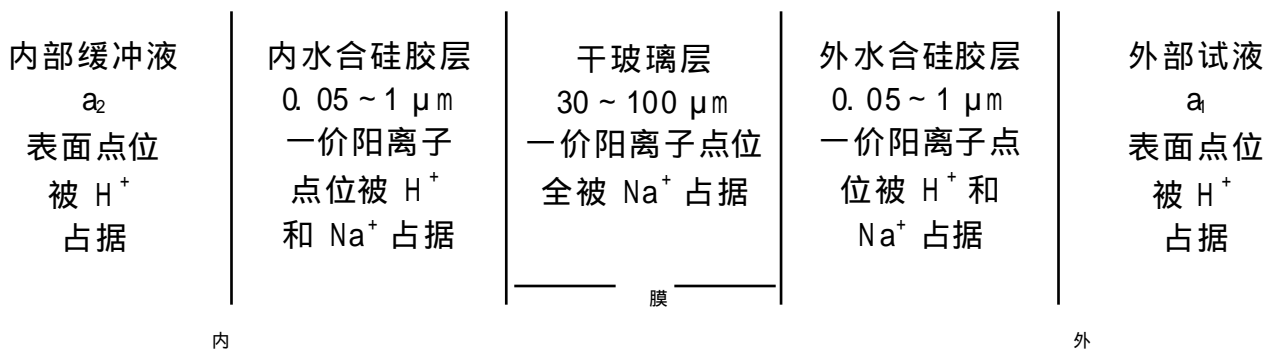 内部缓冲液
a₂
表面点位
被 H⁺
占据
内水合硅胶层
0.05~1 μm
一价阳离子
点位被 H⁺
和 Na⁺ 占据
干玻璃层
30~100 μm
一价阳离子点位
全被 Na⁺ 占据
外水合硅胶层
0.05~1 μm
一价阳离子点
位被 H⁺ 和
Na⁺ 占据
外部试液
a₁
表面点位
被 H⁺
占据
膜
内
外